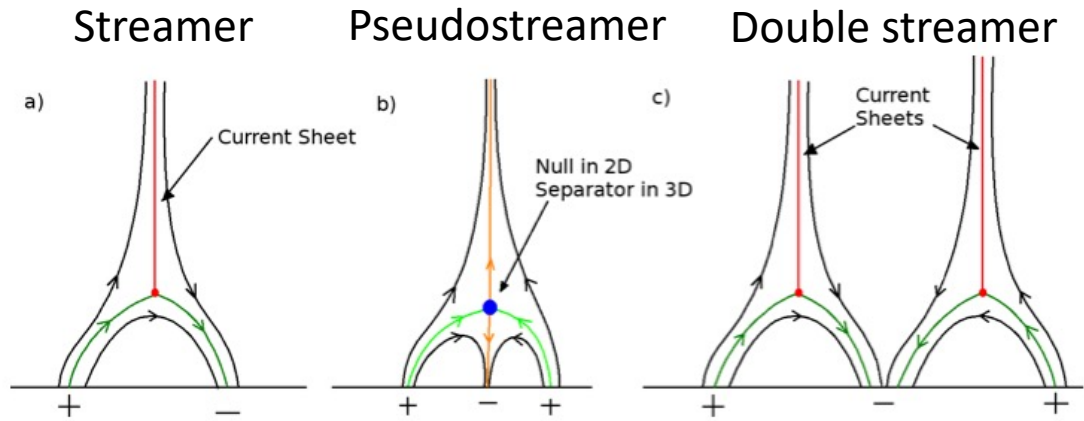 Streamer
Pseudostreamer
Double streamer
a)
Current Sheet
+
−
b)
Null in 2D
Separator in 3D
+
−
+
c)
Current
Sheets
+
−
+